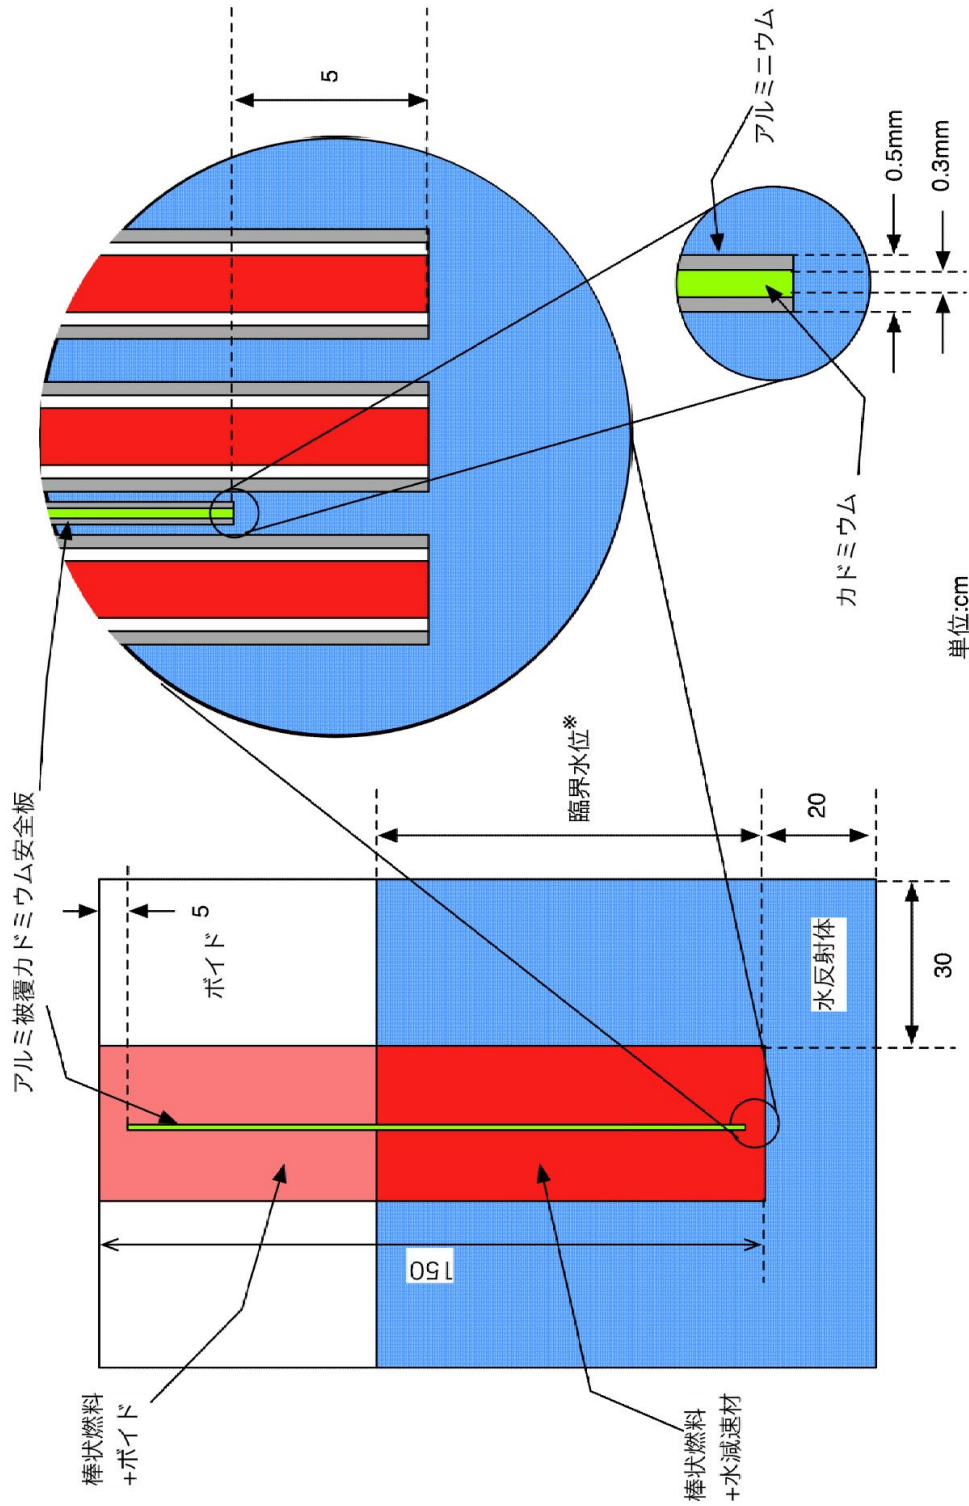 アルミ被覆カドミウム安全板
5
5
ボイド
棒状燃料
+ボイド
150
臨界水位※
棒状燃料
+水減速材
水反射体
20
30
アルミニウム
カドミウム
0.5mm
0.3mm
単位:cm